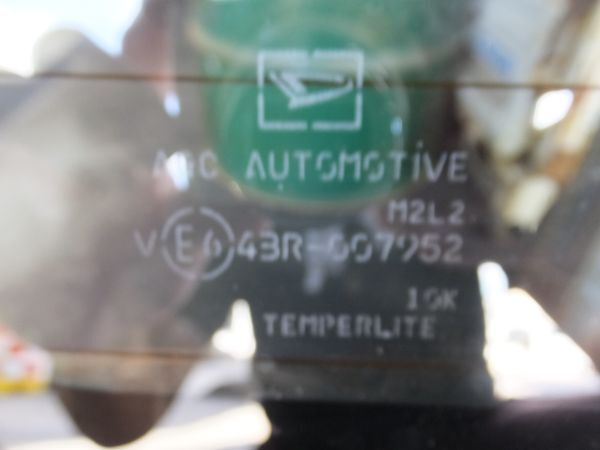 AGC AUTOMOTIVE
M2L2
V E6 43R-007952
10K
TEMPERLITE